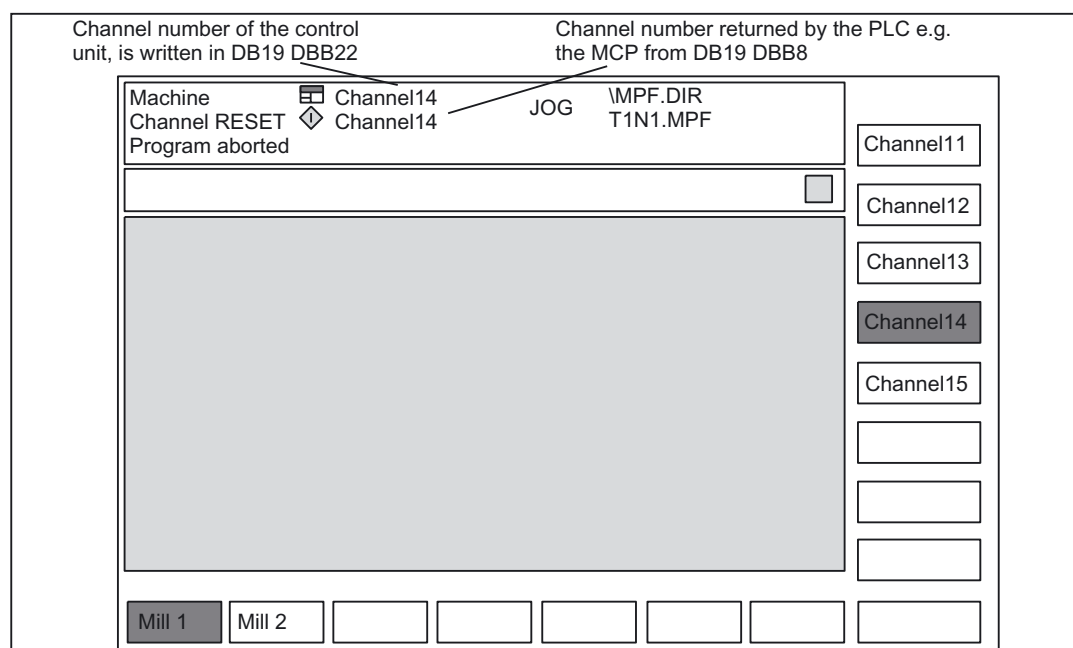 Channel number of the control
unit, is written in DB19 DBB22
Channel number returned by the PLC e.g.
the MCP from DB19 DBB8
Machine
Channel14
JOG
\MPF.DIR
Channel RESET
Channel14
T1N1.MPF
Program aborted
Channel11
Channel12
Channel13
Channel14
Channel15
Mill 1
Mill 2